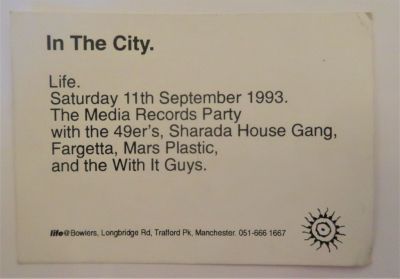 In The City.
Life.
Saturday 11th September 1993.
The Media Records Party
with the 49er's, Sharada House Gang,
Fargetta, Mars Plastic,
and the With It Guys.
life@Bowlers, Longbridge Rd, Trafford Pk, Manchester. 051-666 1667